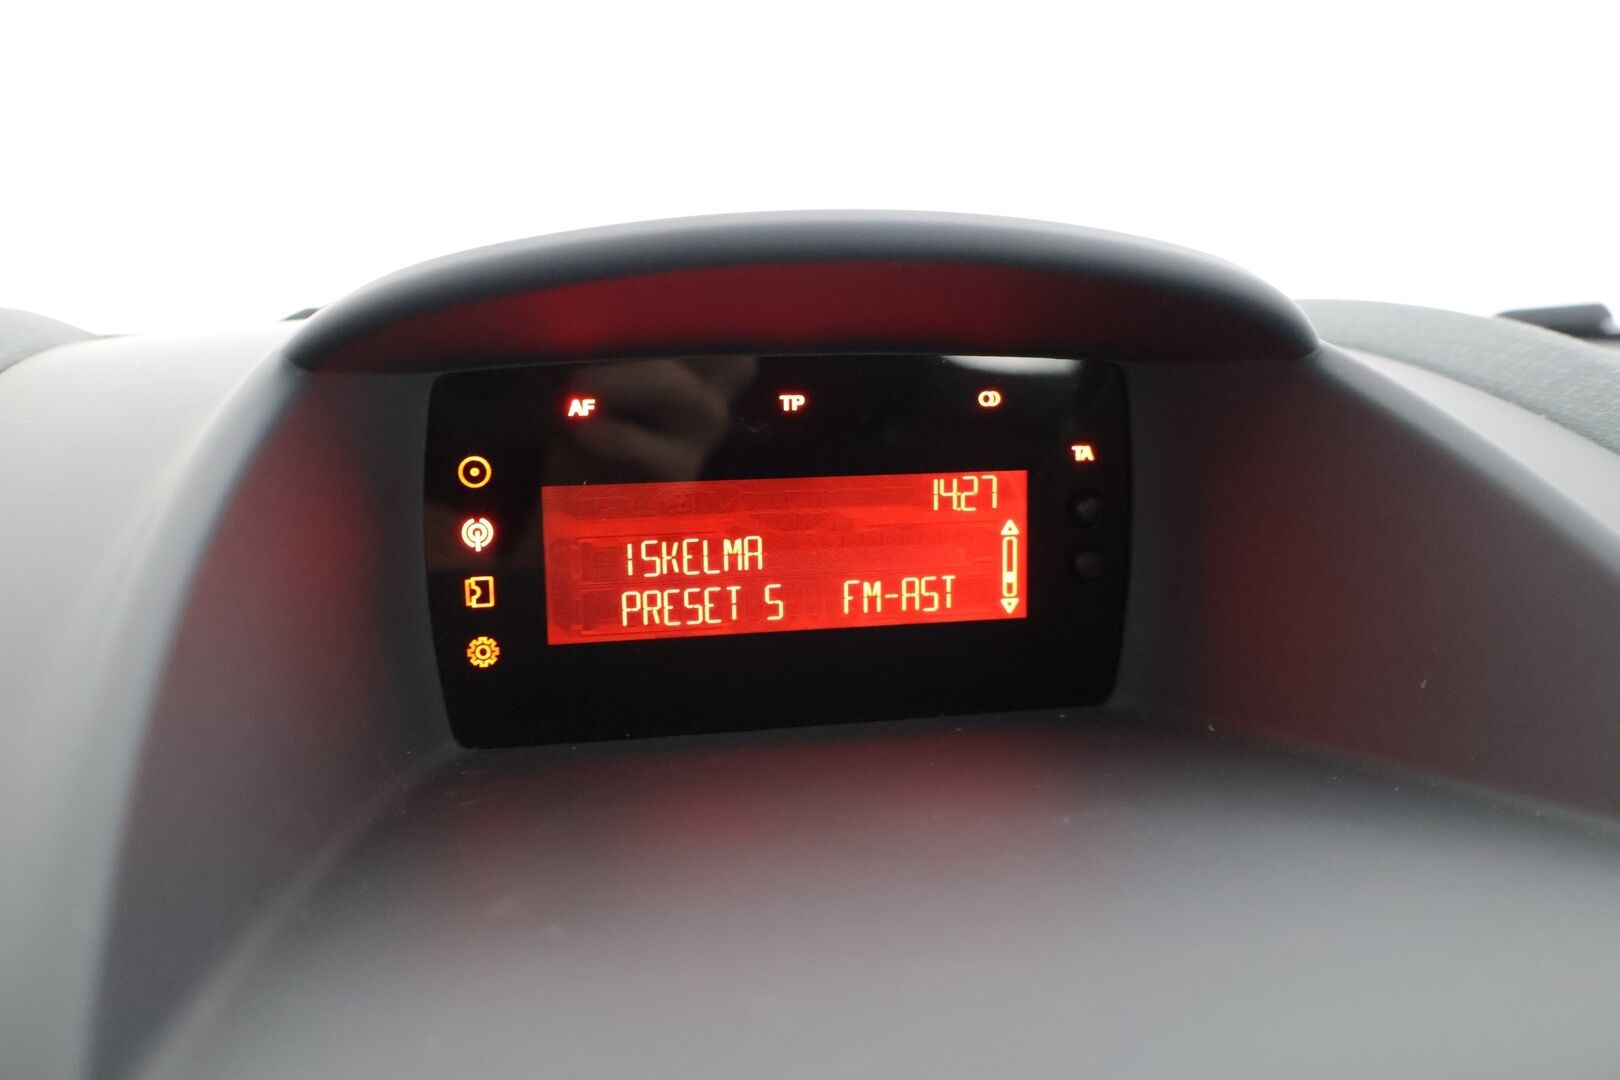 AF TP
TA
14:27
ISKELMA
PRESET 5 FM-AST